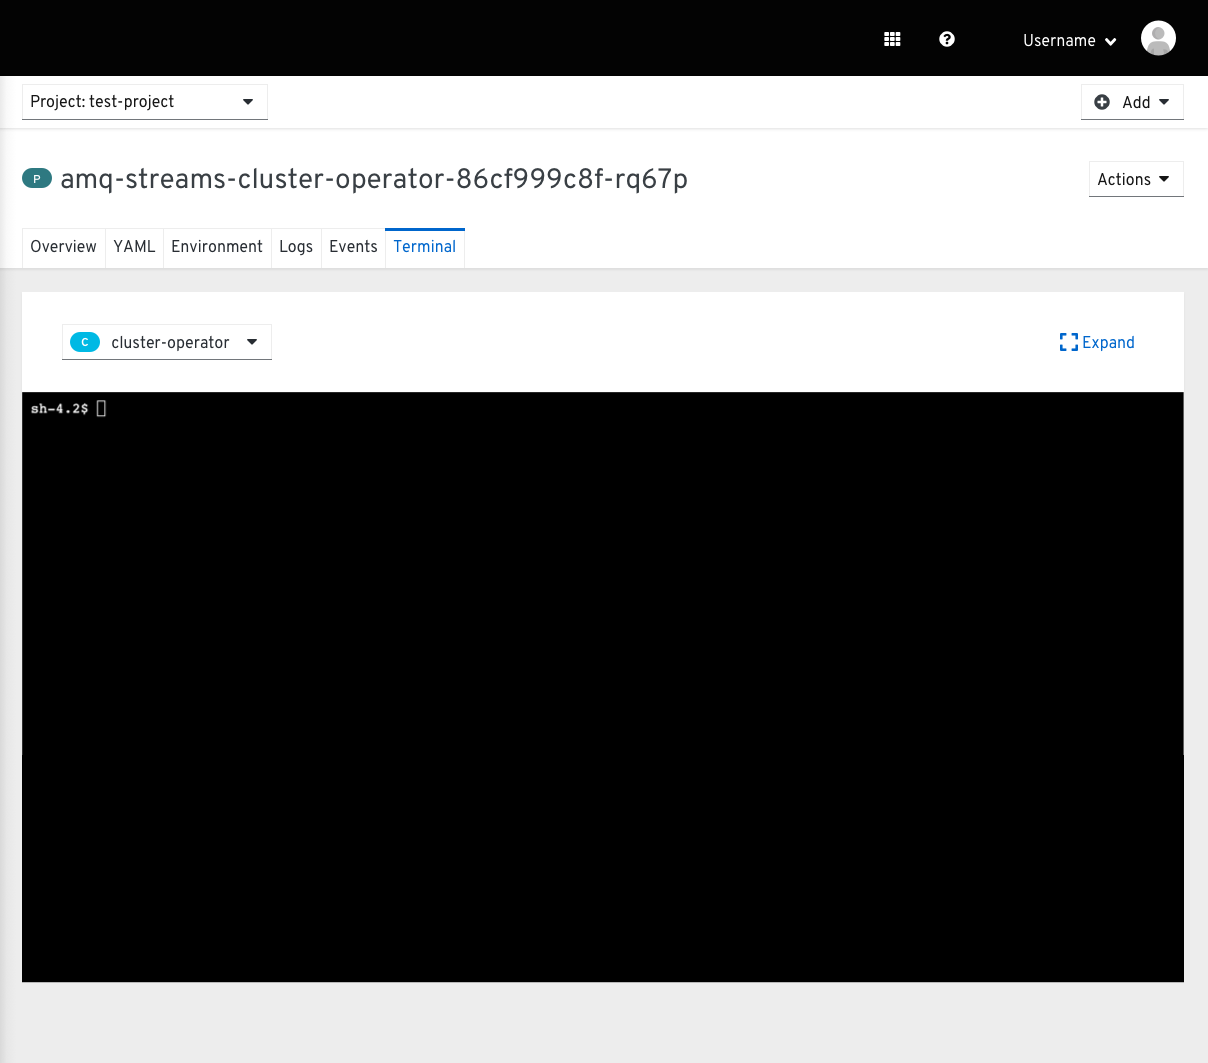 Username
Project: test-project
Add
P amq-streams-cluster-operator-86cf999c8f-rq67p
Actions
Overview YAML Environment Logs Events Terminal
C cluster-operator
Expand
sh-4.2$